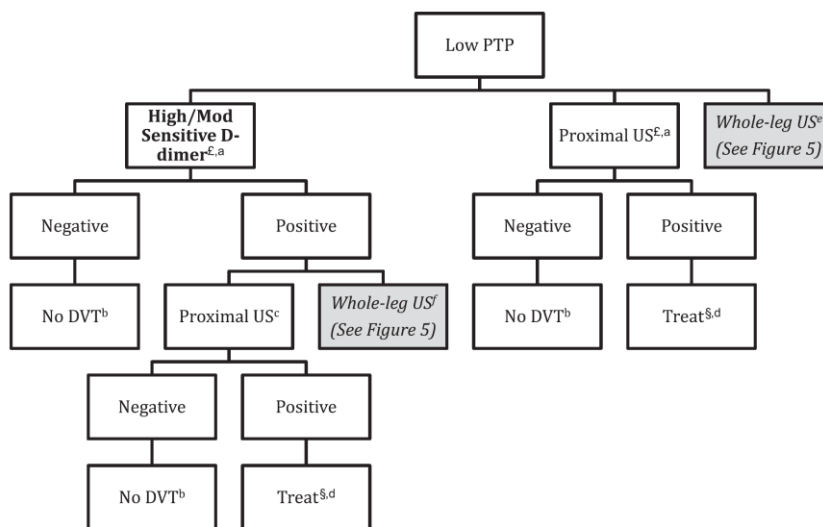 Low PTP
High/Mod
Sensitive D-
dimer£,a
Proximal US£,a
Whole-leg USe
(See Figure 5)
Negative
Positive
Negative
Positive
No DVTb
Proximal USc
Whole-leg USf
(See Figure 5)
No DVTb
Treat§,d
Negative
Positive
No DVTb
Treat§,d